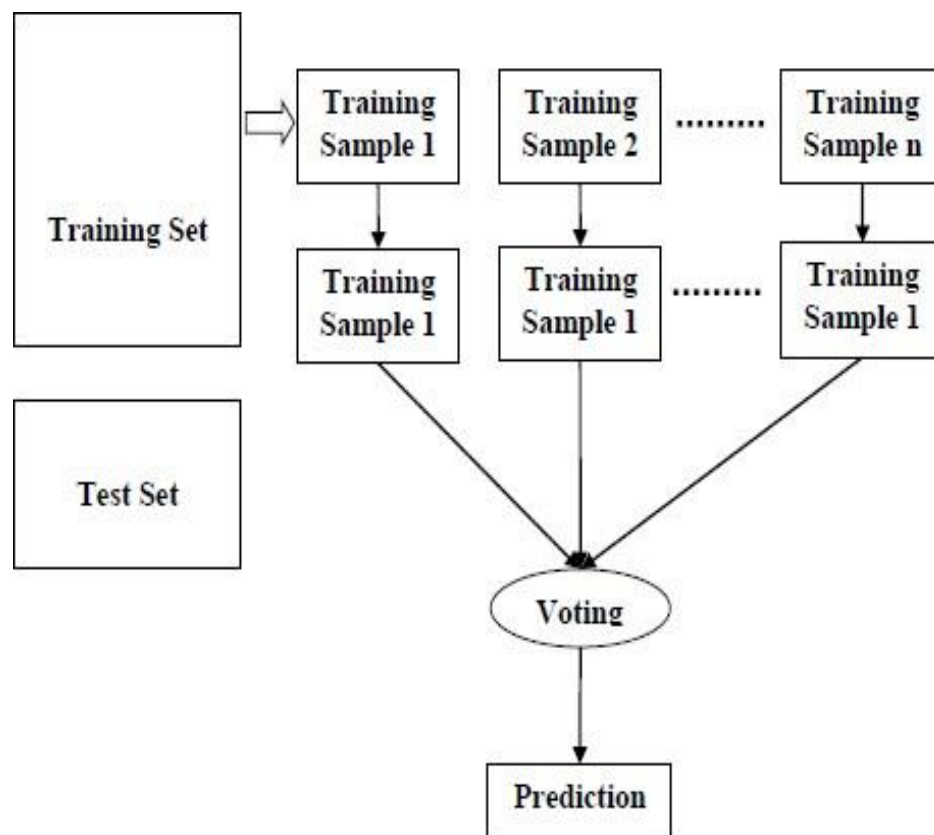 Training Set
Training
Sample 1
Training
Sample 2
Training
Sample n
Training
Sample 1
Training
Sample 1
Training
Sample 1
Test Set
Voting
Prediction